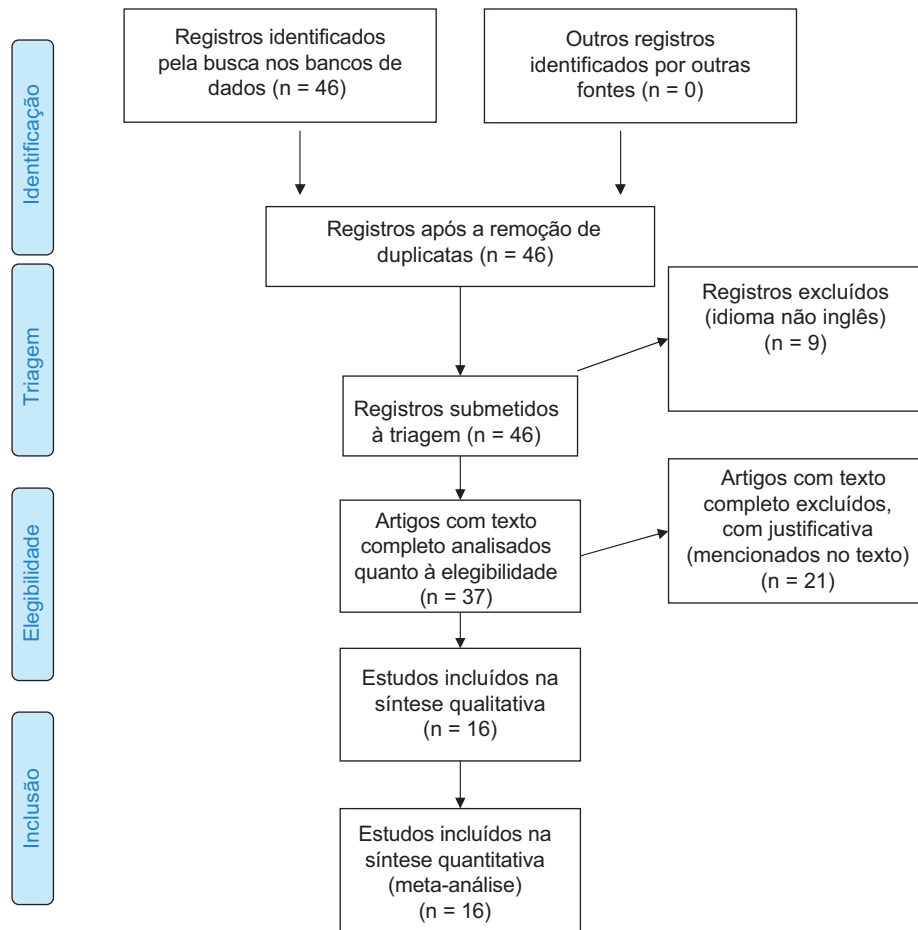 Identificação
Registros identificados
pela busca nos bancos de
dados (n = 46)
Outros registros
identificados por outras
fontes (n = 0)
Registros após a remoção de
duplicatas (n = 46)
Triagem
Registros excluídos
(idioma não inglês)
(n = 9)
Registros submetidos
à triagem (n = 46)
Elegibilidade
Artigos com texto
completo analisados
quanto à elegibilidade
(n = 37)
Artigos com texto
completo excluídos,
com justificativa
(mencionados no texto)
(n = 21)
Estudos incluídos na
síntese qualitativa
(n = 16)
Inclusão
Estudos incluídos na
síntese quantitativa
(meta-análise)
(n = 16)